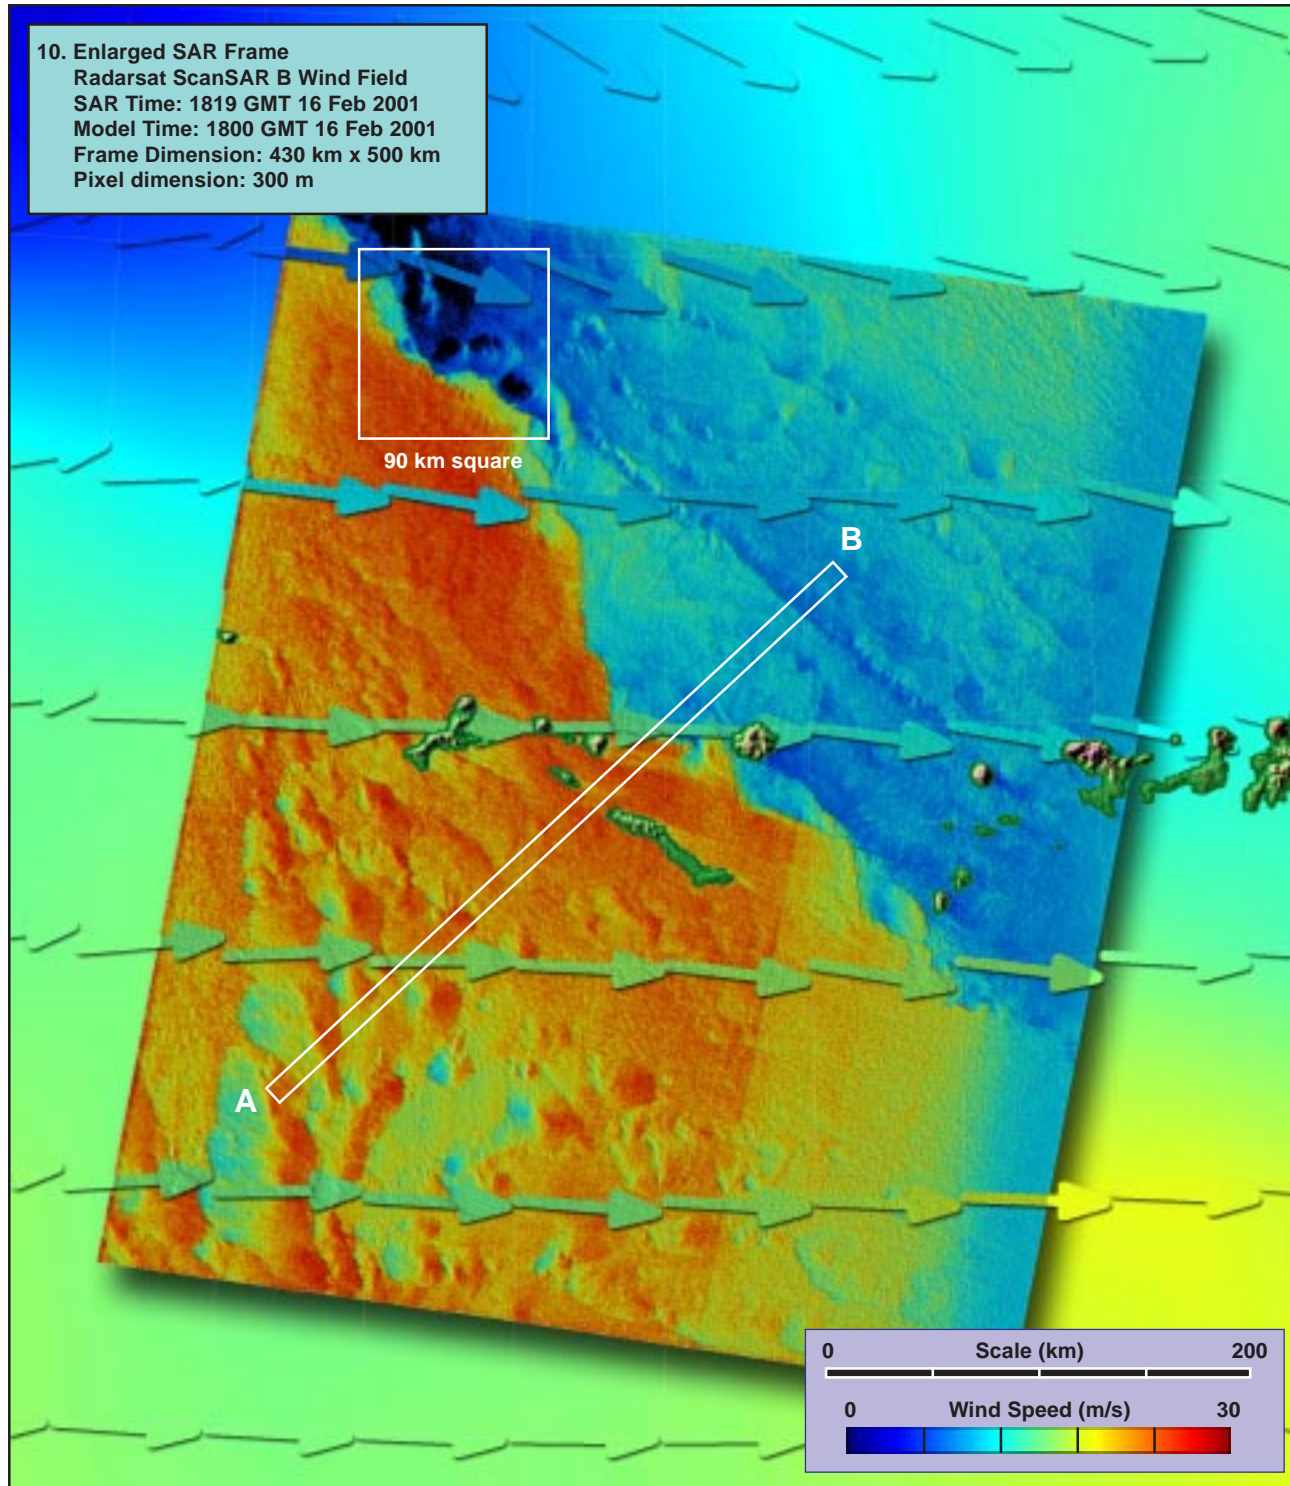 10. Enlarged SAR Frame
Radarsat ScanSAR B Wind Field
SAR Time: 1819 GMT 16 Feb 2001
Model Time: 1800 GMT 16 Feb 2001
Frame Dimension: 430 km x 500 km
Pixel dimension: 300 m
90 km square
B
A
0 Scale (km) 200
0 Wind Speed (m/s) 30